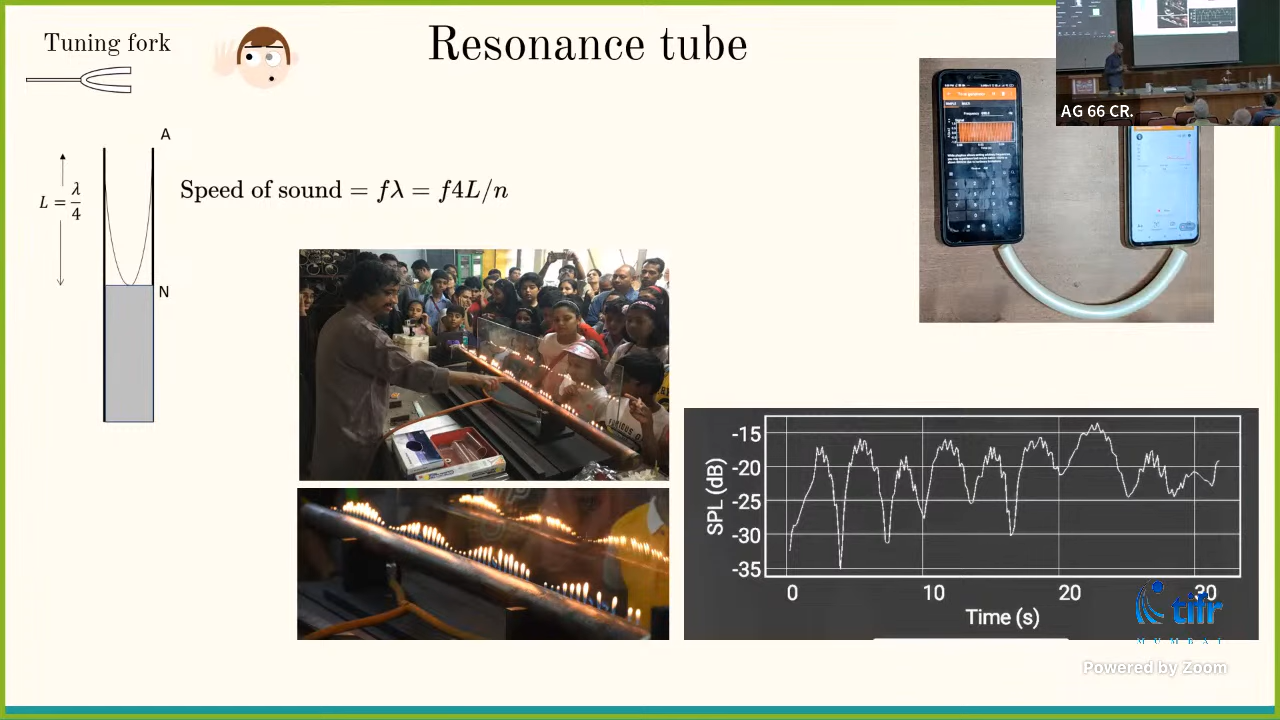 Tuning fork
Resonance tube
AG 66 CR.
A
L = λ/4
Speed of sound = fλ = f4L/n
N
SPL (dB)
-15
-20
-25
-30
-35
0
10
20
30
Time (s)
tifr
MUMBAI
Powered by Zoom